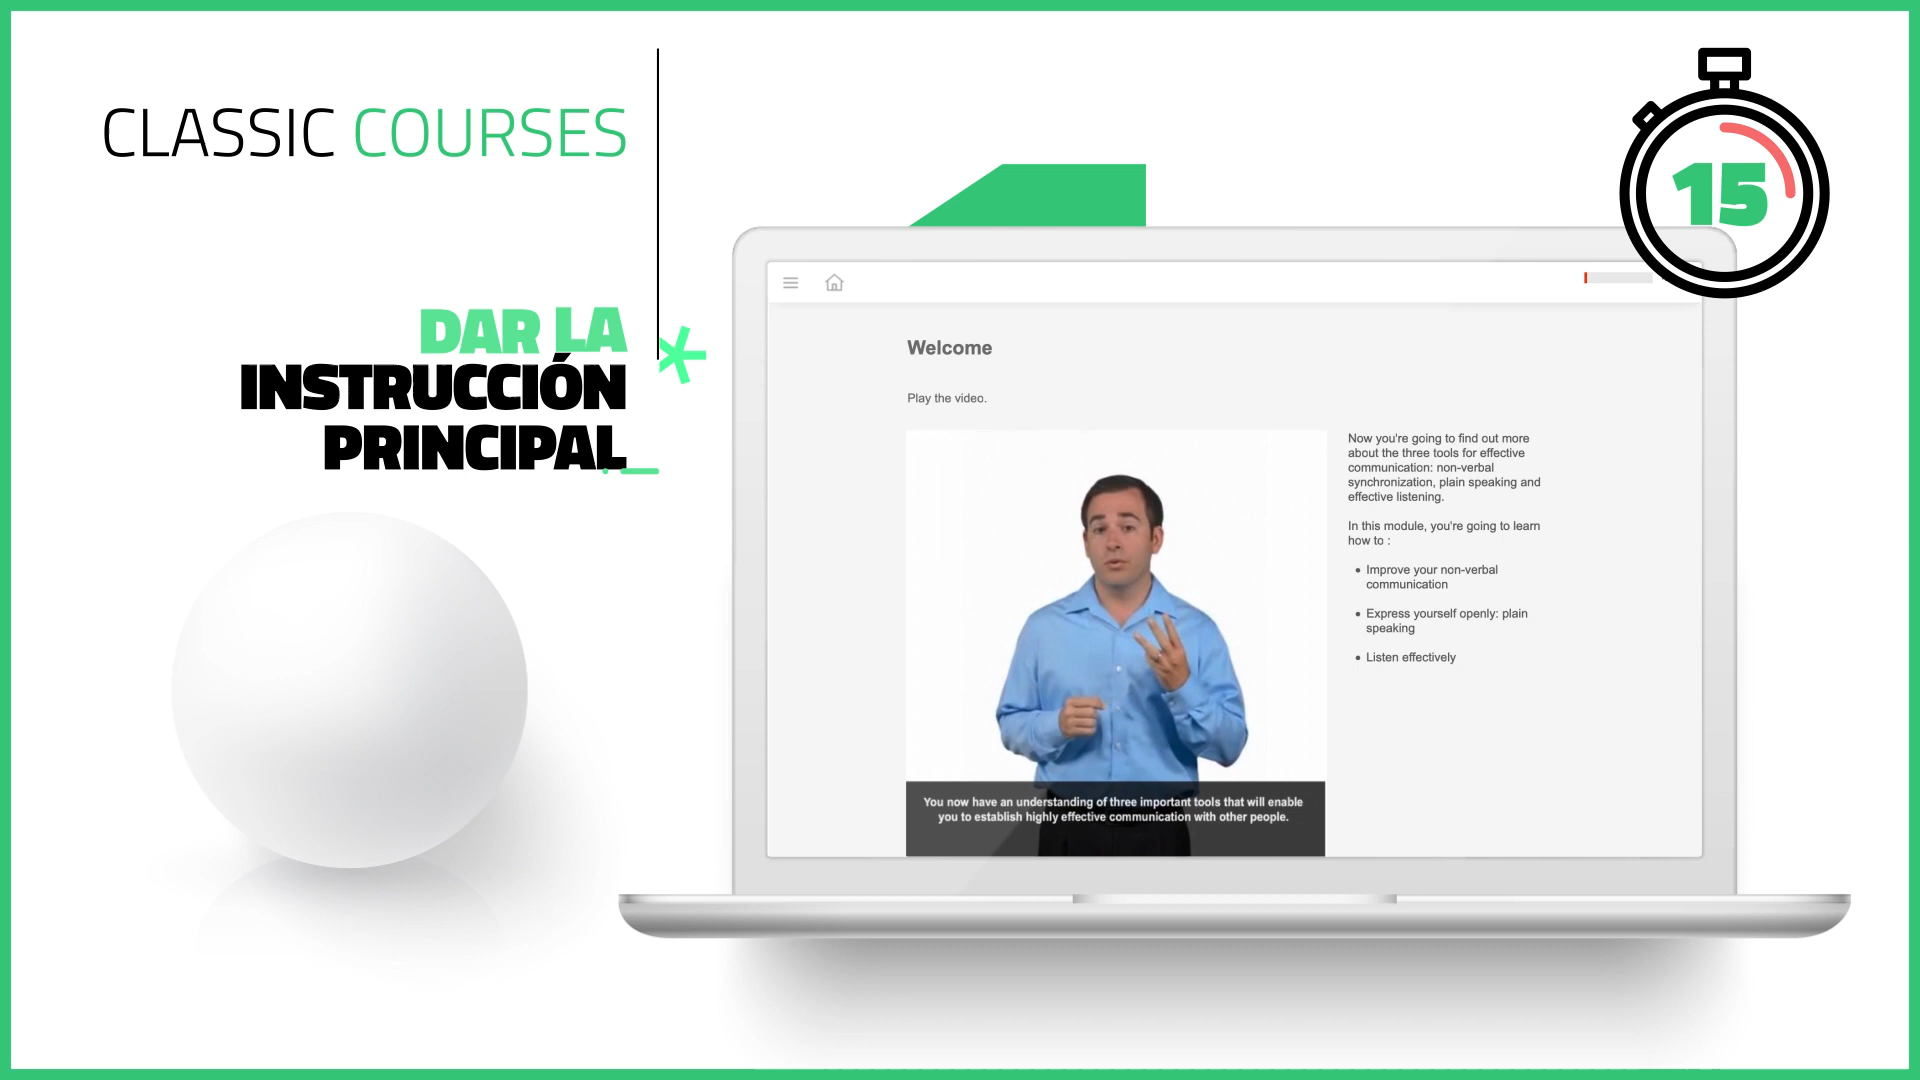 CLASSIC COURSES
DAR LA
INSTRUCCIÓN
PRINCIPAL
15
Welcome
Play the video.
Now you're going to find out more
about the three tools for effective
communication: non-verbal
synchronization, plain speaking and
effective listening.
In this module, you're going to learn
how to :
• Improve your non-verbal
communication
• Express yourself openly: plain
speaking
• Listen effectively
You now have an understanding of three important tools that will enable
you to establish highly effective communication with other people.